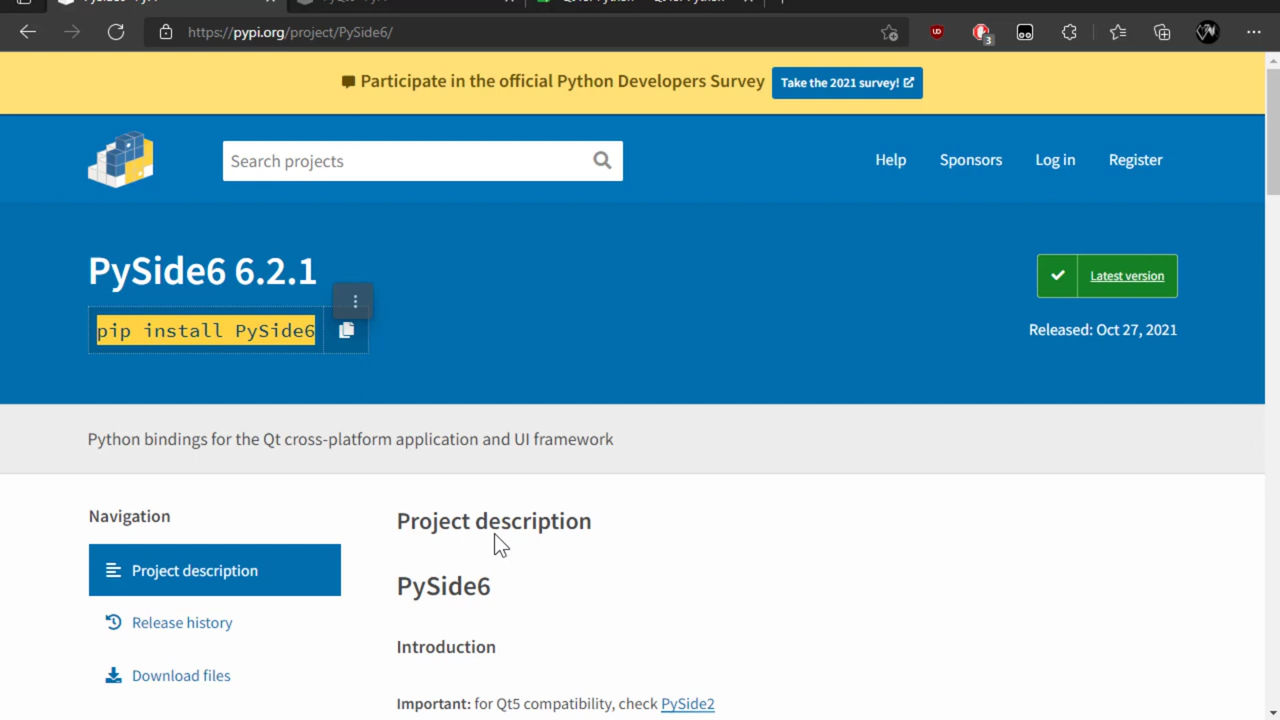 https://pypi.org/project/PySide6/
3
Participate in the official Python Developers Survey
Take the 2021 survey!
Search projects
Help
Sponsors
Log in
Register
PySide6 6.2.1
Latest version
pip install PySide6
Released: Oct 27, 2021
Python bindings for the Qt cross-platform application and UI framework
Navigation
Project description
Release history
Download files
Project description
PySide6
Introduction
Important: for Qt5 compatibility, check PySide2